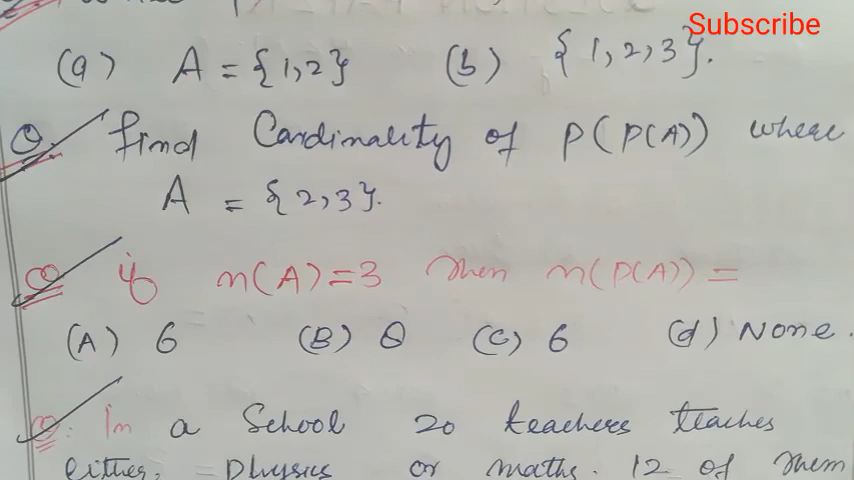 Subscribe
(a) A = {1,2} (b) {1,2,3}.
Q. find Cardinality of P(P(A)) where
A = {2,3}.
Q if n(A)=3 then n(P(A)) =
(A) 6 (B) 8 (C) 6 (d) None.
Q. In a School 20 teachers teaches
either, = physics or maths. 12 of them